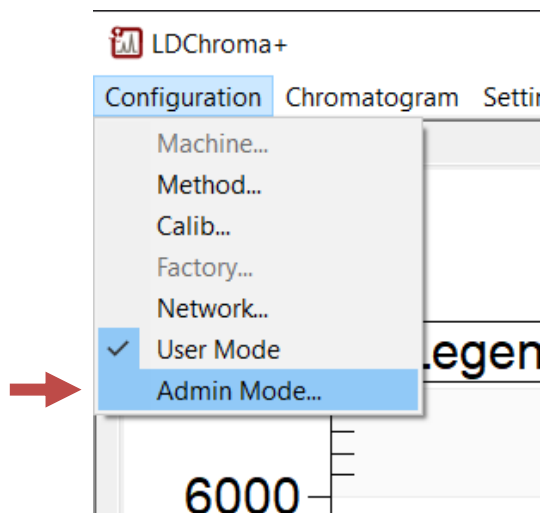 LDChroma+
Configuration Chromatogram
Machine...
Method...
Calib...
Factory...
Network...
User Mode
Admin Mode...
6000